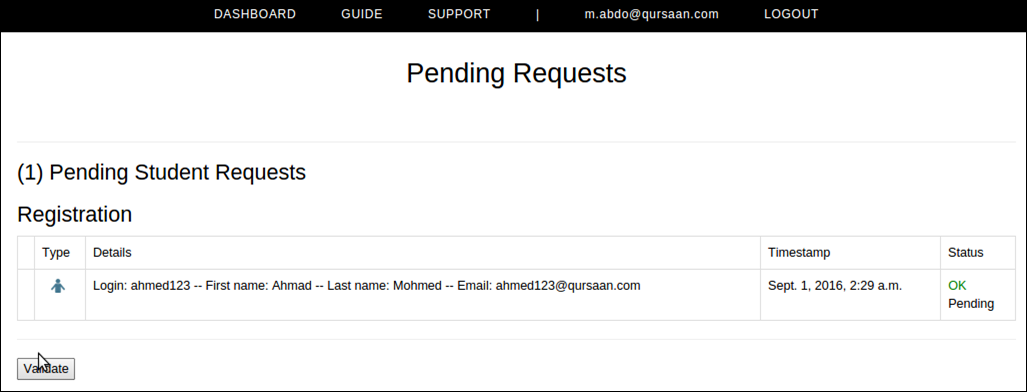 DASHBOARD GUIDE SUPPORT | m.abdo@qursaan.com LOGOUT
Pending Requests
(1) Pending Student Requests
Registration
Type Details Timestamp Status
Login: ahmed123 -- First name: Ahmad -- Last name: Mohmed -- Email: ahmed123@qursaan.com Sept. 1, 2016, 2:29 a.m. OK
Pending
Validate